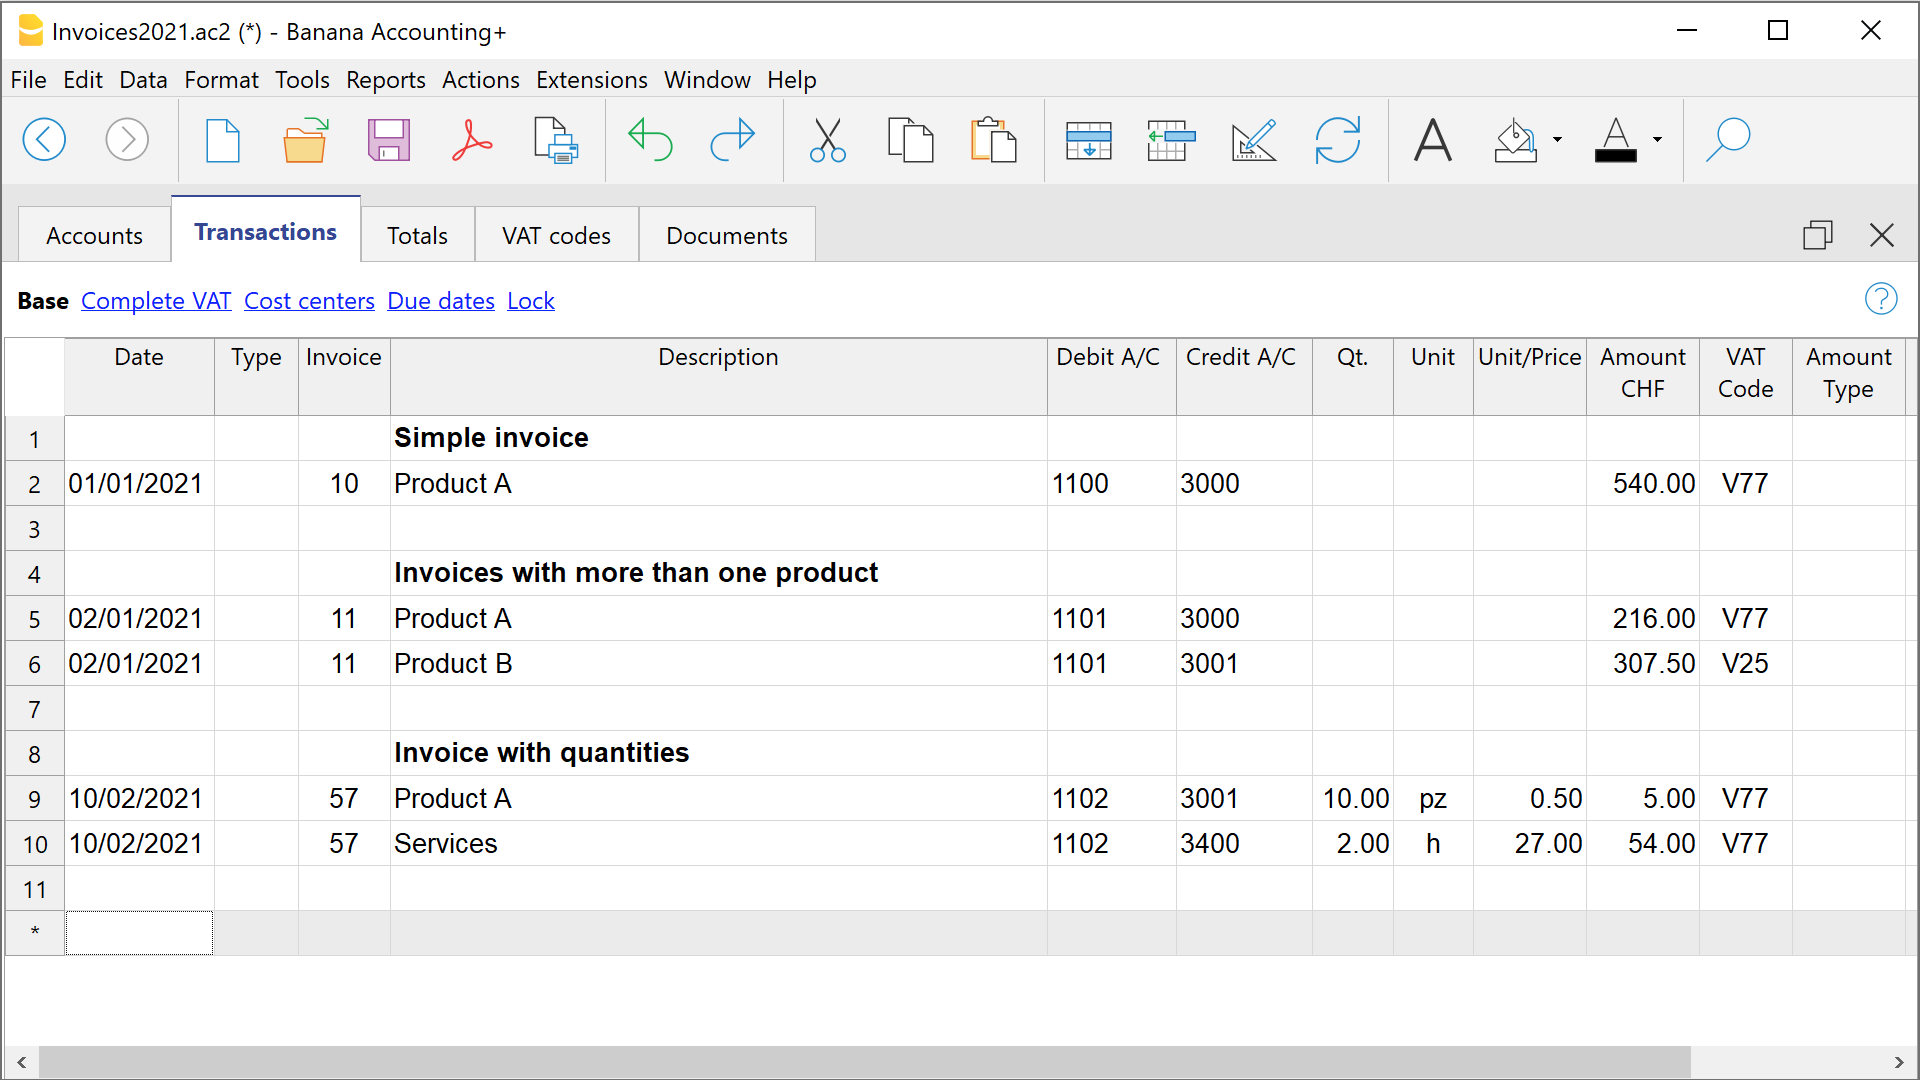 Invoices2021.ac2 (*) - Banana Accounting+
File Edit Data Format Tools Reports Actions Extensions Window Help
Accounts Transactions Totals VAT codes Documents
Base Complete VAT Cost centers Due dates Lock ?
Date Type Invoice Description Debit A/C Credit A/C Qt. Unit Unit/Price Amount CHF VAT Code Amount Type
1 Simple invoice
2 01/01/2021 10 Product A 1100 3000 540.00 V77
3
4 Invoices with more than one product
5 02/01/2021 11 Product A 1101 3000 216.00 V77
6 02/01/2021 11 Product B 1101 3001 307.50 V25
7
8 Invoice with quantities
9 10/02/2021 57 Product A 1102 3001 10.00 pz 0.50 5.00 V77
10 10/02/2021 57 Services 1102 3400 2.00 h 27.00 54.00 V77
11
*